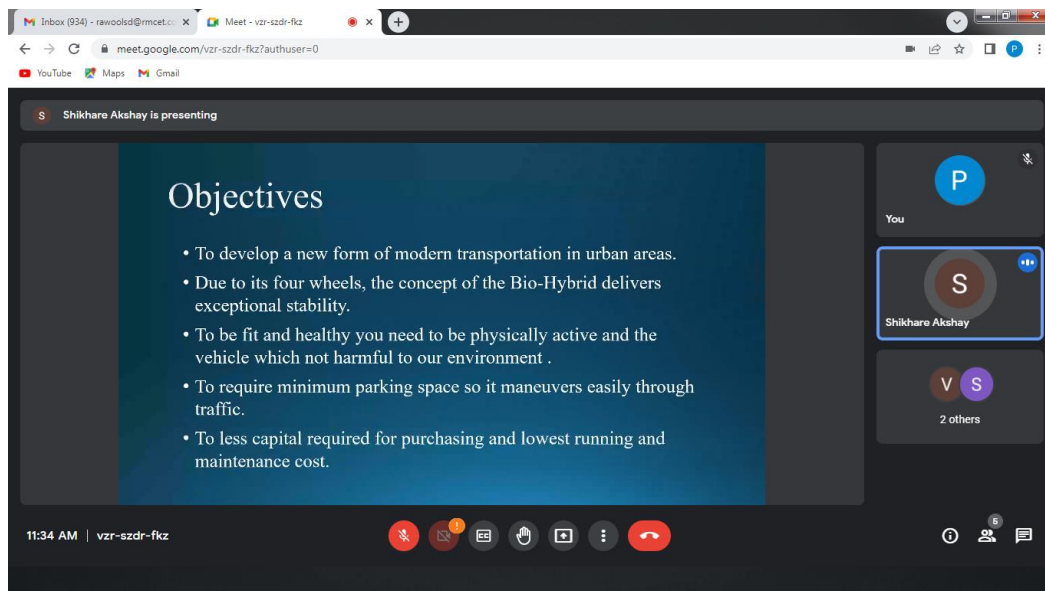 Inbox (934) - rawoolsd@rmcet.c
Meet - vzr-szdr-fkz
meet.google.com/vzr-szdr-fkz?authuser=0
P
YouTube
Maps
Gmail
S
Shikhare Akshay is presenting
Objectives
• To develop a new form of modern transportation in urban areas.
• Due to its four wheels, the concept of the Bio-Hybrid delivers
exceptional stability.
• To be fit and healthy you need to be physically active and the
vehicle which not harmful to our environment .
• To require minimum parking space so it maneuvers easily through
traffic.
• To less capital required for purchasing and lowest running and
maintenance cost.
P
You
S
Shikhare Akshay
V S
2 others
11:34 AM | vzr-szdr-fkz
CC
5